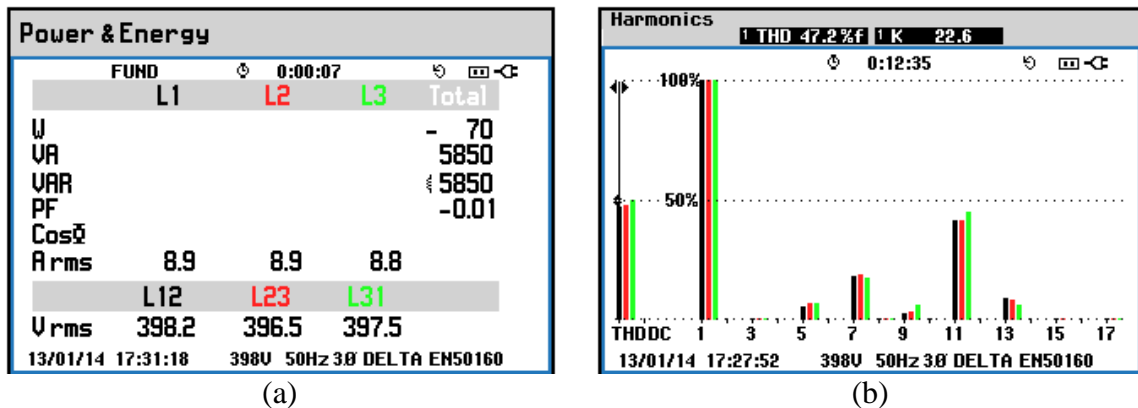 Power & Energy
FUND 0:00:07
L1 L2 L3 Total
W - 70
VA 5850
VAR 5850
PF -0.01
CosΦ
A rms 8.9 8.9 8.8
L12 L23 L31
V rms 398.2 396.5 397.5
13/01/14 17:31:18 398V 50Hz 3Ø DELTA EN50160
(a)
Harmonics
1 THD 47.2 %f 1 K 22.6
0:12:35
100%
50%
THD DC 1 3 5 7 9 11 13 15 17
13/01/14 17:27:52 398V 50Hz 3Ø DELTA EN50160
(b)